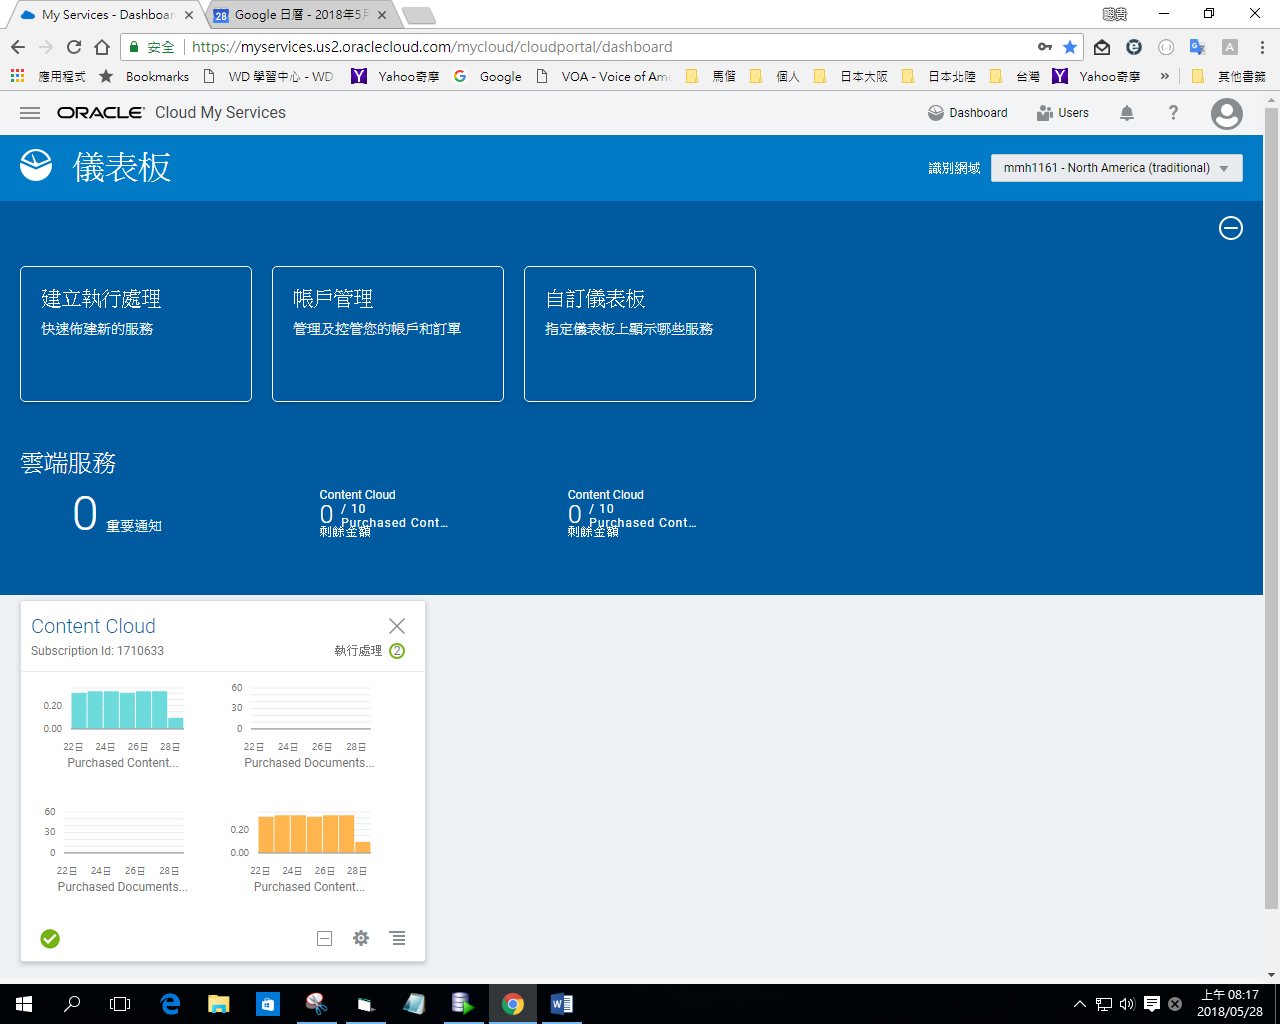 My Services - Dashboar
Google 日曆 - 2018年5月
安全
https://myservices.us2.oraclecloud.com/mycloud/cloudportal/dashboard
應用程式
Bookmarks
WD 學習中心 - WD
Yahoo奇摩
Google
VOA - Voice of Ame
馬偕
個人
日本大阪
日本北陸
台灣
Yahoo奇摩
»
其他書籤
ORACLE Cloud My Services
Dashboard
Users
?
儀表板
識別網域
mmh1161 - North America (traditional)
建立執行處理
快速佈建新的服務
帳戶管理
管理及控管您的帳戶和訂單
自訂儀表板
指定儀表板上顯示哪些服務
雲端服務
0 重要通知
Content Cloud
0 / 10
Purchased Cont...
剩餘金額
Content Cloud
0 / 10
Purchased Cont...
剩餘金額
Content Cloud
Subscription Id: 1710633
執行處理 2
0.20
0.00
22日 24日 26日 28日
Purchased Content...
60
30
0
22日 24日 26日 28日
Purchased Documents...
60
30
0
22日 24日 26日 28日
Purchased Documents...
0.20
0.00
22日 24日 26日 28日
Purchased Content...
上午 08:17
2018/05/28